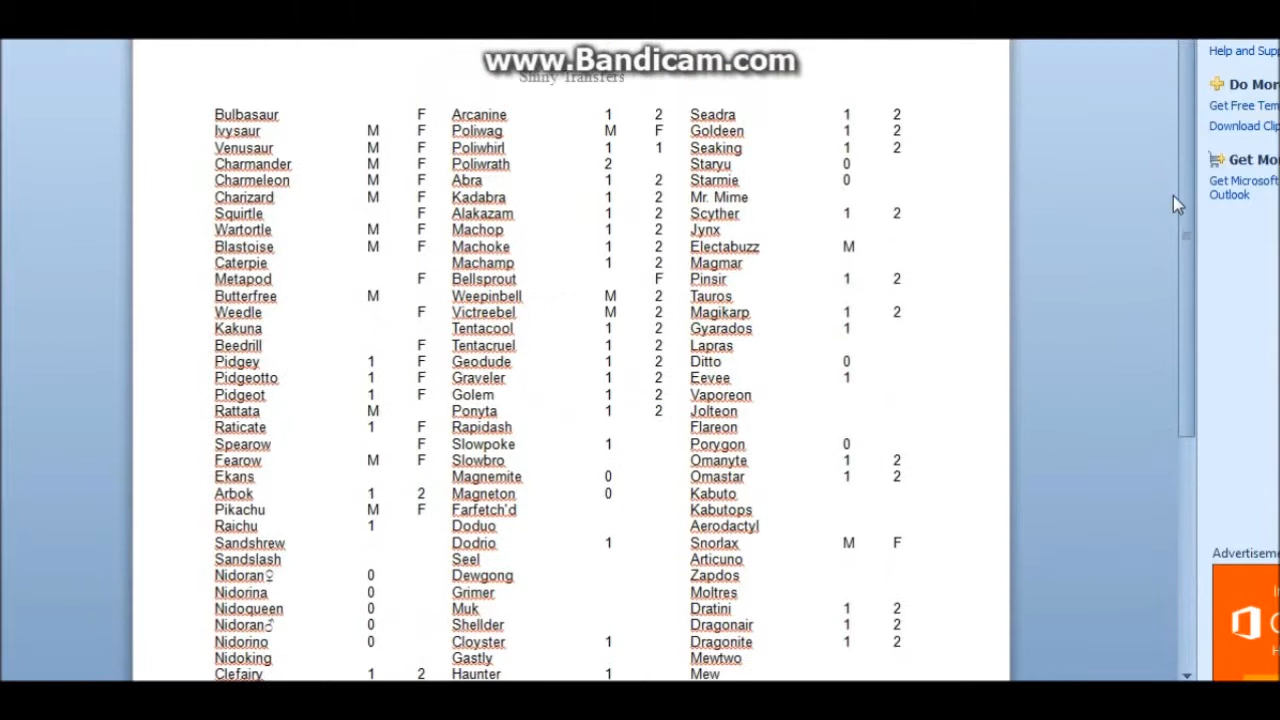 www.Bandicam.com
Shiny Transfers
Help and Supp
Do Mor
Get Free Tem
Download Clip
Get Mor
Get Microsoft
Outlook
Bulbasaur F Arcanine 1 2 Seadra 1 2
Ivysaur M F Poliwag M F Goldeen 1 2
Venusaur M F Poliwhirl 1 1 Seaking 1 2
Charmander M F Poliwrath 2 Staryu 0
Charmeleon M F Abra 1 2 Starmie 0
Charizard M F Kadabra 1 2 Mr. Mime
Squirtle F Alakazam 1 2 Scyther 1 2
Wartortle M F Machop 1 2 Jynx
Blastoise M F Machoke 1 2 Electabuzz M
Caterpie Machamp 1 2 Magmar
Metapod F Bellsprout F Pinsir 1 2
Butterfree M Weepinbell M 2 Tauros
Weedle F Victreebel M 2 Magikarp 1 2
Kakuna Tentacool 1 2 Gyarados 1
Beedrill F Tentacruel 1 2 Lapras
Pidgey 1 F Geodude 1 2 Ditto 0
Pidgeotto 1 F Graveler 1 2 Eevee 1
Pidgeot 1 F Golem 1 2 Vaporeon
Rattata M Ponyta 1 2 Jolteon
Raticate 1 F Rapidash Flareon
Spearow F Slowpoke 1 Porygon 0
Fearow M F Slowbro Omanyte 1 2
Ekans Magnemite 0 Omastar 1 2
Arbok 1 2 Magneton 0 Kabuto
Pikachu M F Farfetch'd Kabutops
Raichu 1 Doduo Aerodactyl
Sandshrew Dodrio 1 Snorlax M F
Sandslash Seel Articuno
Nidoran♀ 0 Dewgong Zapdos
Nidorina 0 Grimer Moltres
Nidoqueen 0 Muk Dratini 1 2
Nidoran♂ 0 Shellder Dragonair 1 2
Nidorino 0 Cloyster 1 Dragonite 1 2
Nidoking Gastly Mewtwo
Clefairy 1 2 Haunter 1 Mew
Advertiseme